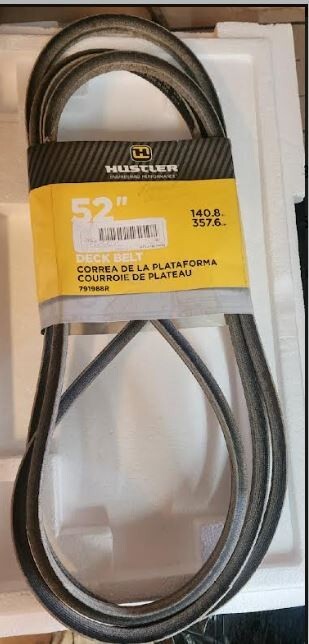 HUSTLER
52"
140.8
357.6
DECK BELT
CORREA DE LA PLATAFORMA
COURROIE DE PLATEAU
791988R